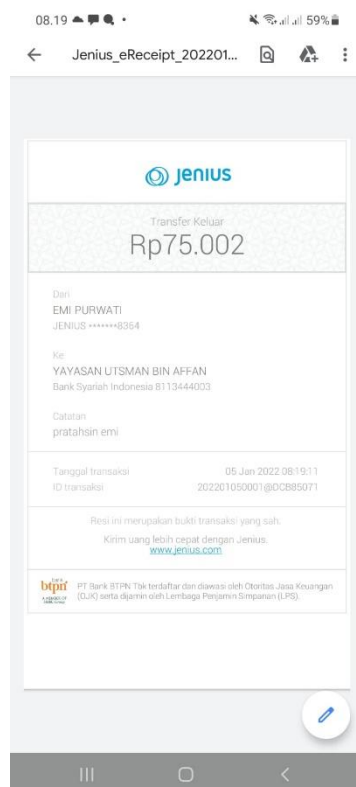 08.19
59%
Jenius_eReceipt_202201...
jenius
Transfer Keluar
Rp75.002
Dari
EMI PURWATI
JENIUS •••••••8364
Ke
YAYASAN UTSMAN BIN AFFAN
Bank Syariah Indonesia 8113444003
Catatan
pratahsin emi
Tanggal transaksi 05 Jan 2022 08:19:11
ID transaksi 202201050001@DCB85071
Resi ini merupakan bukti transaksi yang sah.
Kirim uang lebih cepat dengan Jenius.
www.jenius.com
btpn
PT Bank BTPN Tbk terdaftar dan diawasi oleh Otoritas Jasa Keuangan
(OJK) serta dijamin oleh Lembaga Penjamin Simpanan (LPS).